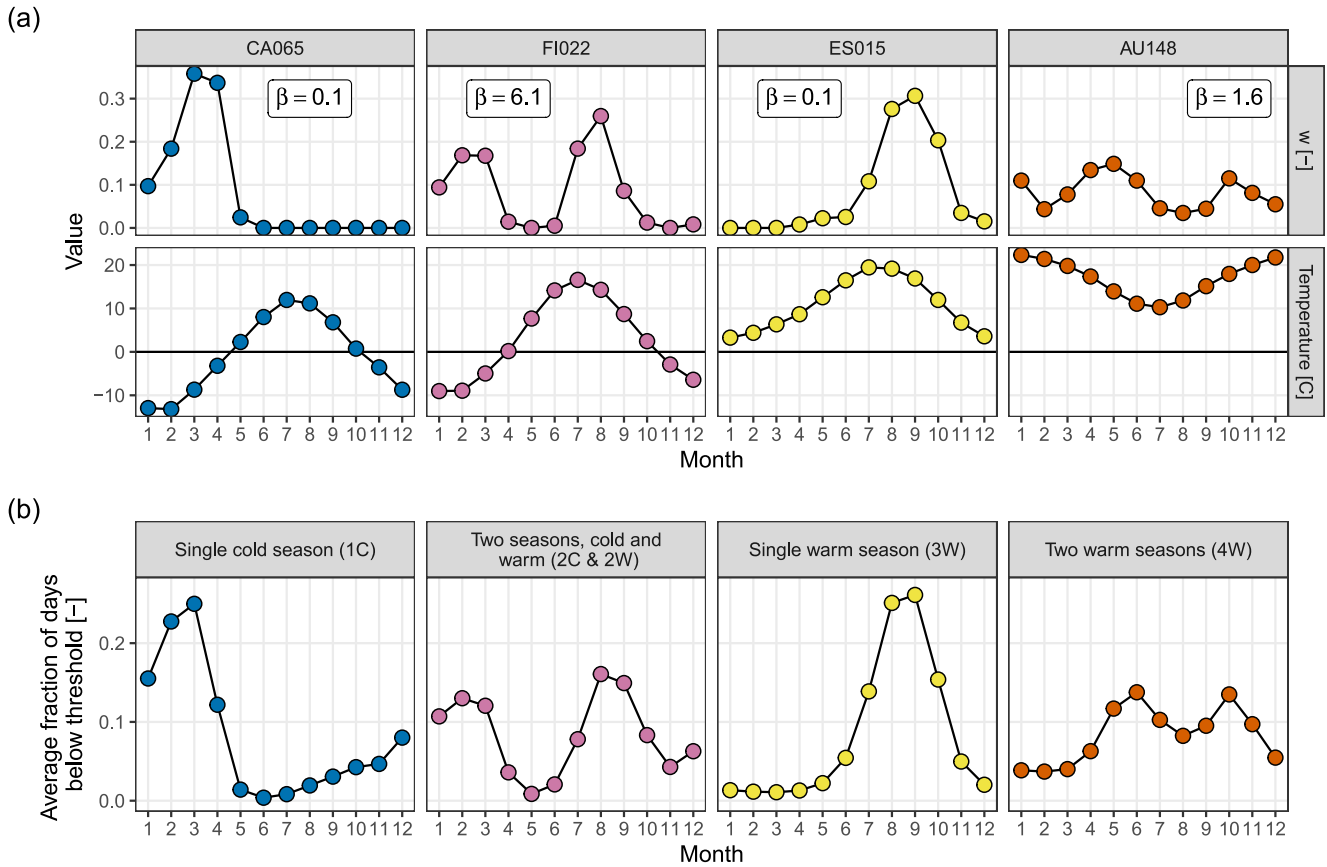 (a)
CA065
FI022
ES015
AU148
β = 0.1
β = 6.1
β = 0.1
β = 1.6
0.3
0.2
0.1
0.0
w [−]
Value
20
10
0
−10
Temperature [C]
1 2 3 4 5 6 7 8 9 10 11 12
1 2 3 4 5 6 7 8 9 10 11 12
1 2 3 4 5 6 7 8 9 10 11 12
1 2 3 4 5 6 7 8 9 10 11 12
Month
(b)
Single cold season (1C)
Two seasons, cold and
warm (2C & 2W)
Single warm season (3W)
Two warm seasons (4W)
Average fraction of days
below threshold [−]
0.2
0.1
0.0
1 2 3 4 5 6 7 8 9 10 11 12
1 2 3 4 5 6 7 8 9 10 11 12
1 2 3 4 5 6 7 8 9 10 11 12
1 2 3 4 5 6 7 8 9 10 11 12
Month